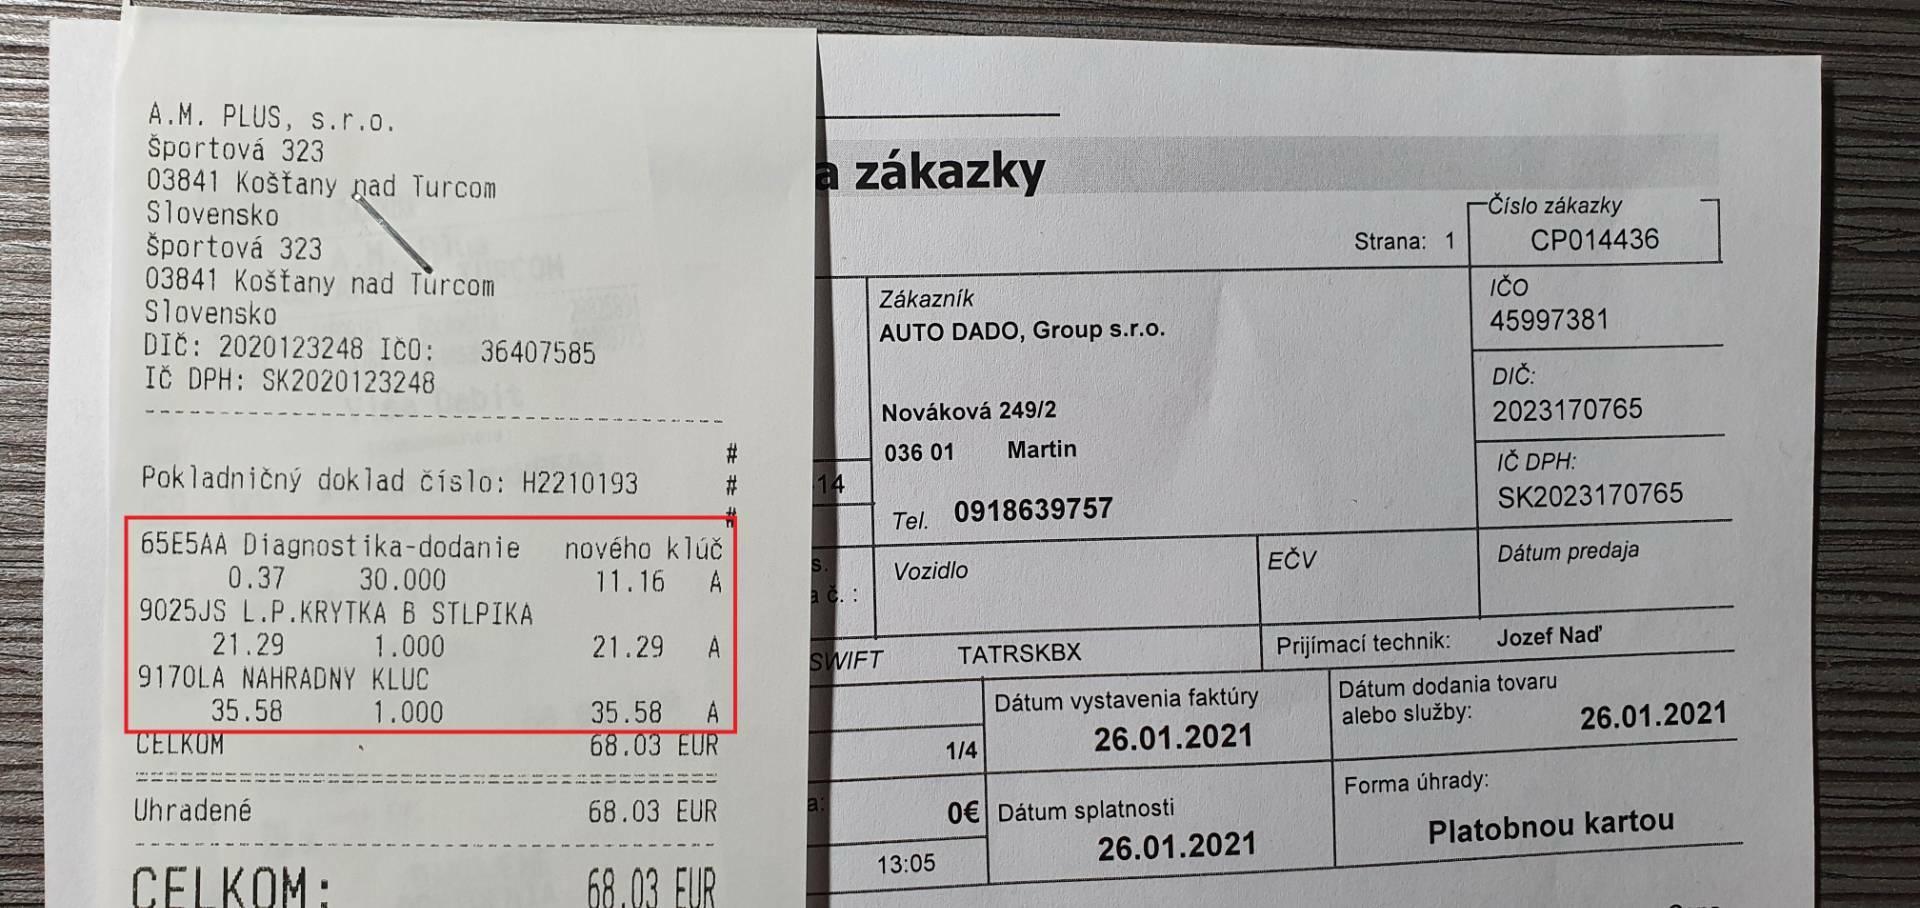 A.M. PLUS, s.r.o.
Športová 323
03841 Košťany nad Turcom
Slovensko
Športová 323
03841 Košťany nad Turcom
Slovensko
DIČ: 2020123248 IČO: 36407585
IČ DPH: SK2020123248
#
Pokladničný doklad číslo: H2210193 #
#
65E5AA Diagnostika-dodanie nového klúč
0.37 30.000 11.16 A
9025JS L.P.KRYTKA B STLPIKA
21.29 1.000 21.29 A
9170LA NAHRADNY KLUC
35.58 1.000 35.58 A
CELKOM 68.03 EUR
Uhradené 68.03 EUR
CELKOM: 68.03 EUR
a zákazky
Strana: 1
Číslo zákazky
CP014436
Zákazník
AUTO DADO, Group s.r.o.
Nováková 249/2
036 01 Martin
Tel. 0918639757
IČO
45997381
DIČ:
2023170765
IČ DPH:
SK2023170765
14
s.
a č. :
Vozidlo
EČV
Dátum predaja
SWIFT TATRSKBX
Prijímací technik: Jozef Naď
Dátum vystavenia faktúry
26.01.2021
Dátum dodania tovaru
alebo služby:
26.01.2021
1/4
a: 0€
Dátum splatnosti
26.01.2021
Forma úhrady:
Platobnou kartou
13:05